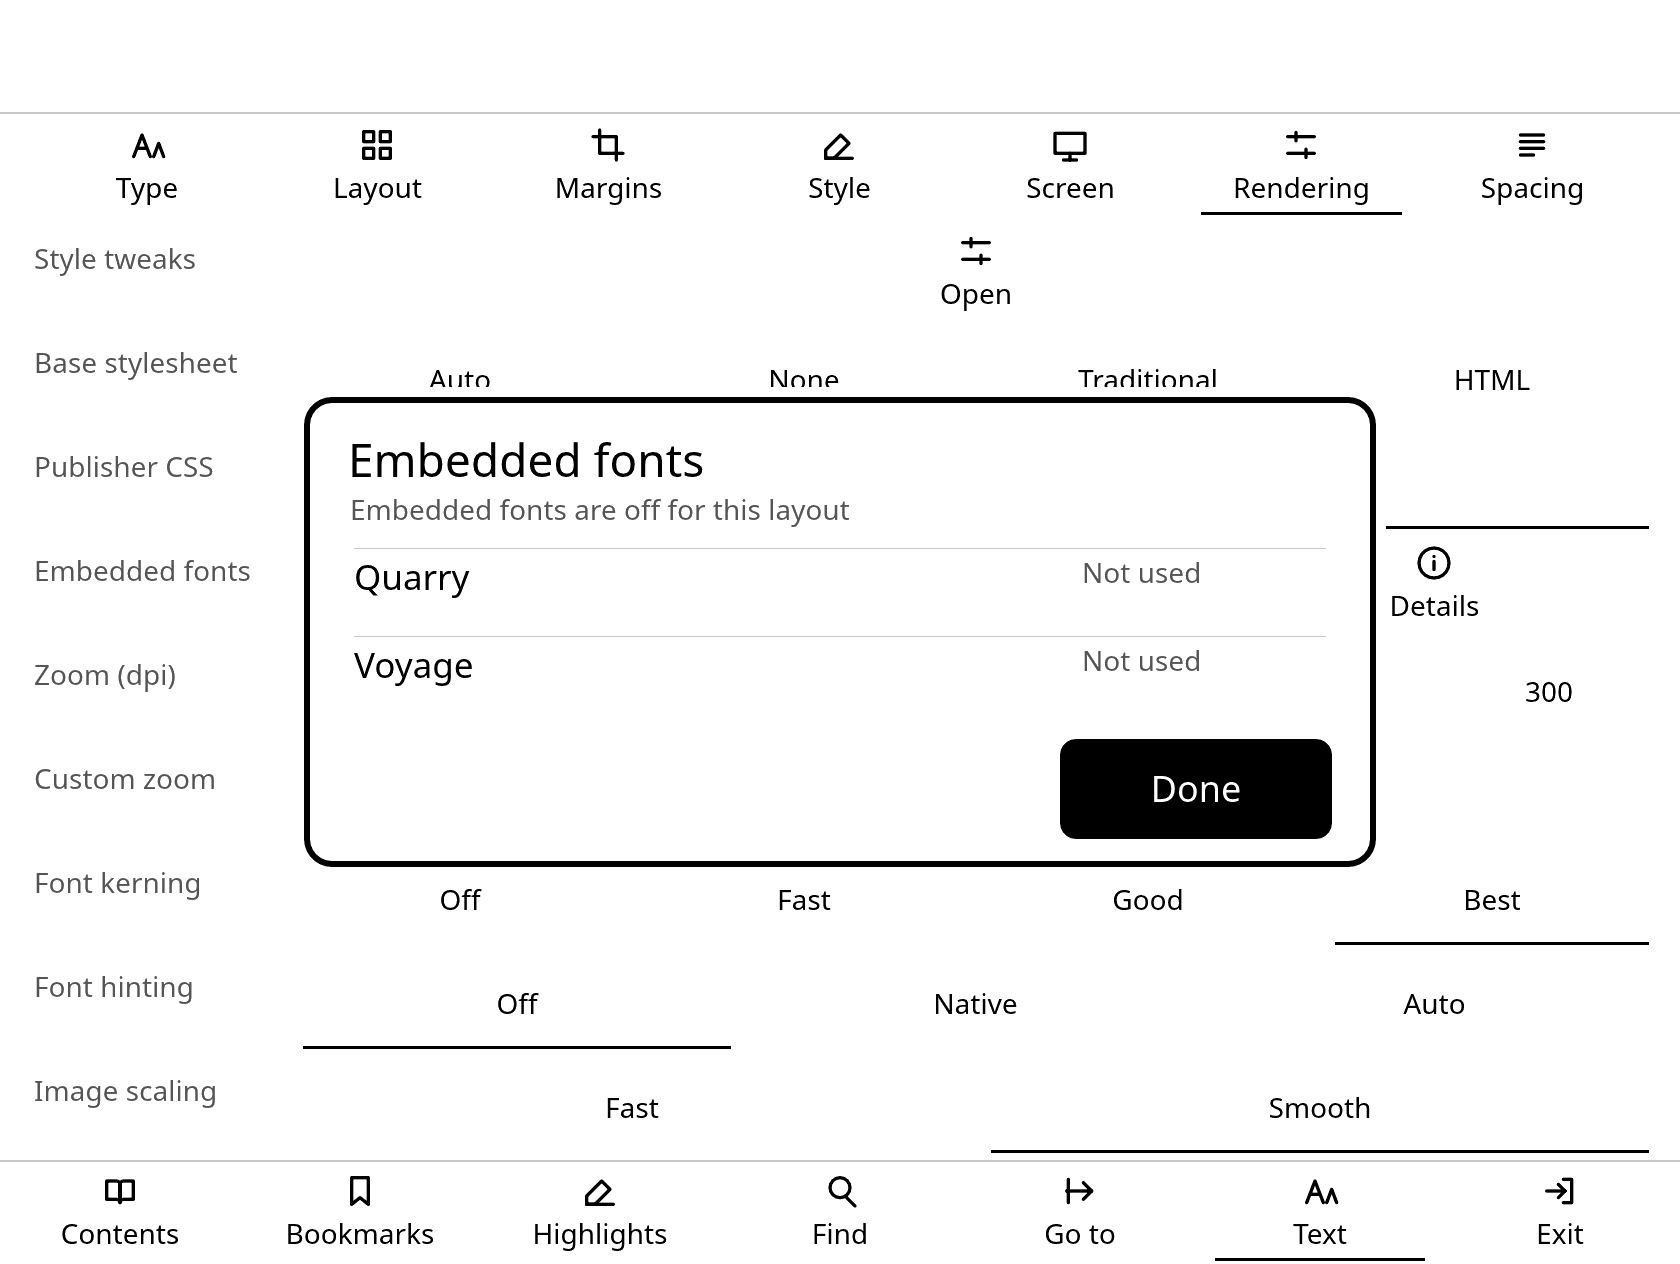 Type Layout Margins Style Screen Rendering Spacing
Style tweaks
Open
Base stylesheet
Auto None Traditional HTML
Publisher CSS
Embedded fonts
Embedded fonts are off for this layout
Quarry Not used
Voyage Not used
Done
Embedded fonts
Details
Zoom (dpi)
300
Custom zoom
Font kerning
Off Fast Good Best
Font hinting
Off Native Auto
Image scaling
Fast Smooth
Contents Bookmarks Highlights Find Go to Text Exit